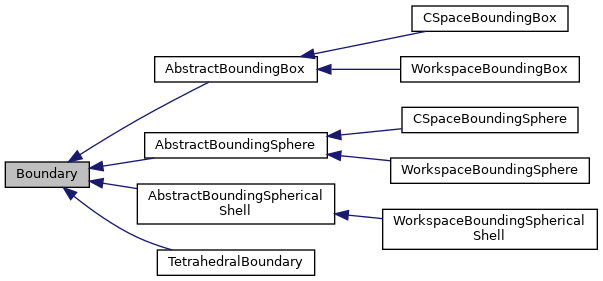 CSpaceBoundingBox
AbstractBoundingBox
WorkspaceBoundingBox
CSpaceBoundingSphere
AbstractBoundingSphere
WorkspaceBoundingSphere
Boundary
AbstractBoundingSpherical
Shell
WorkspaceBoundingSpherical
Shell
TetrahedralBoundary